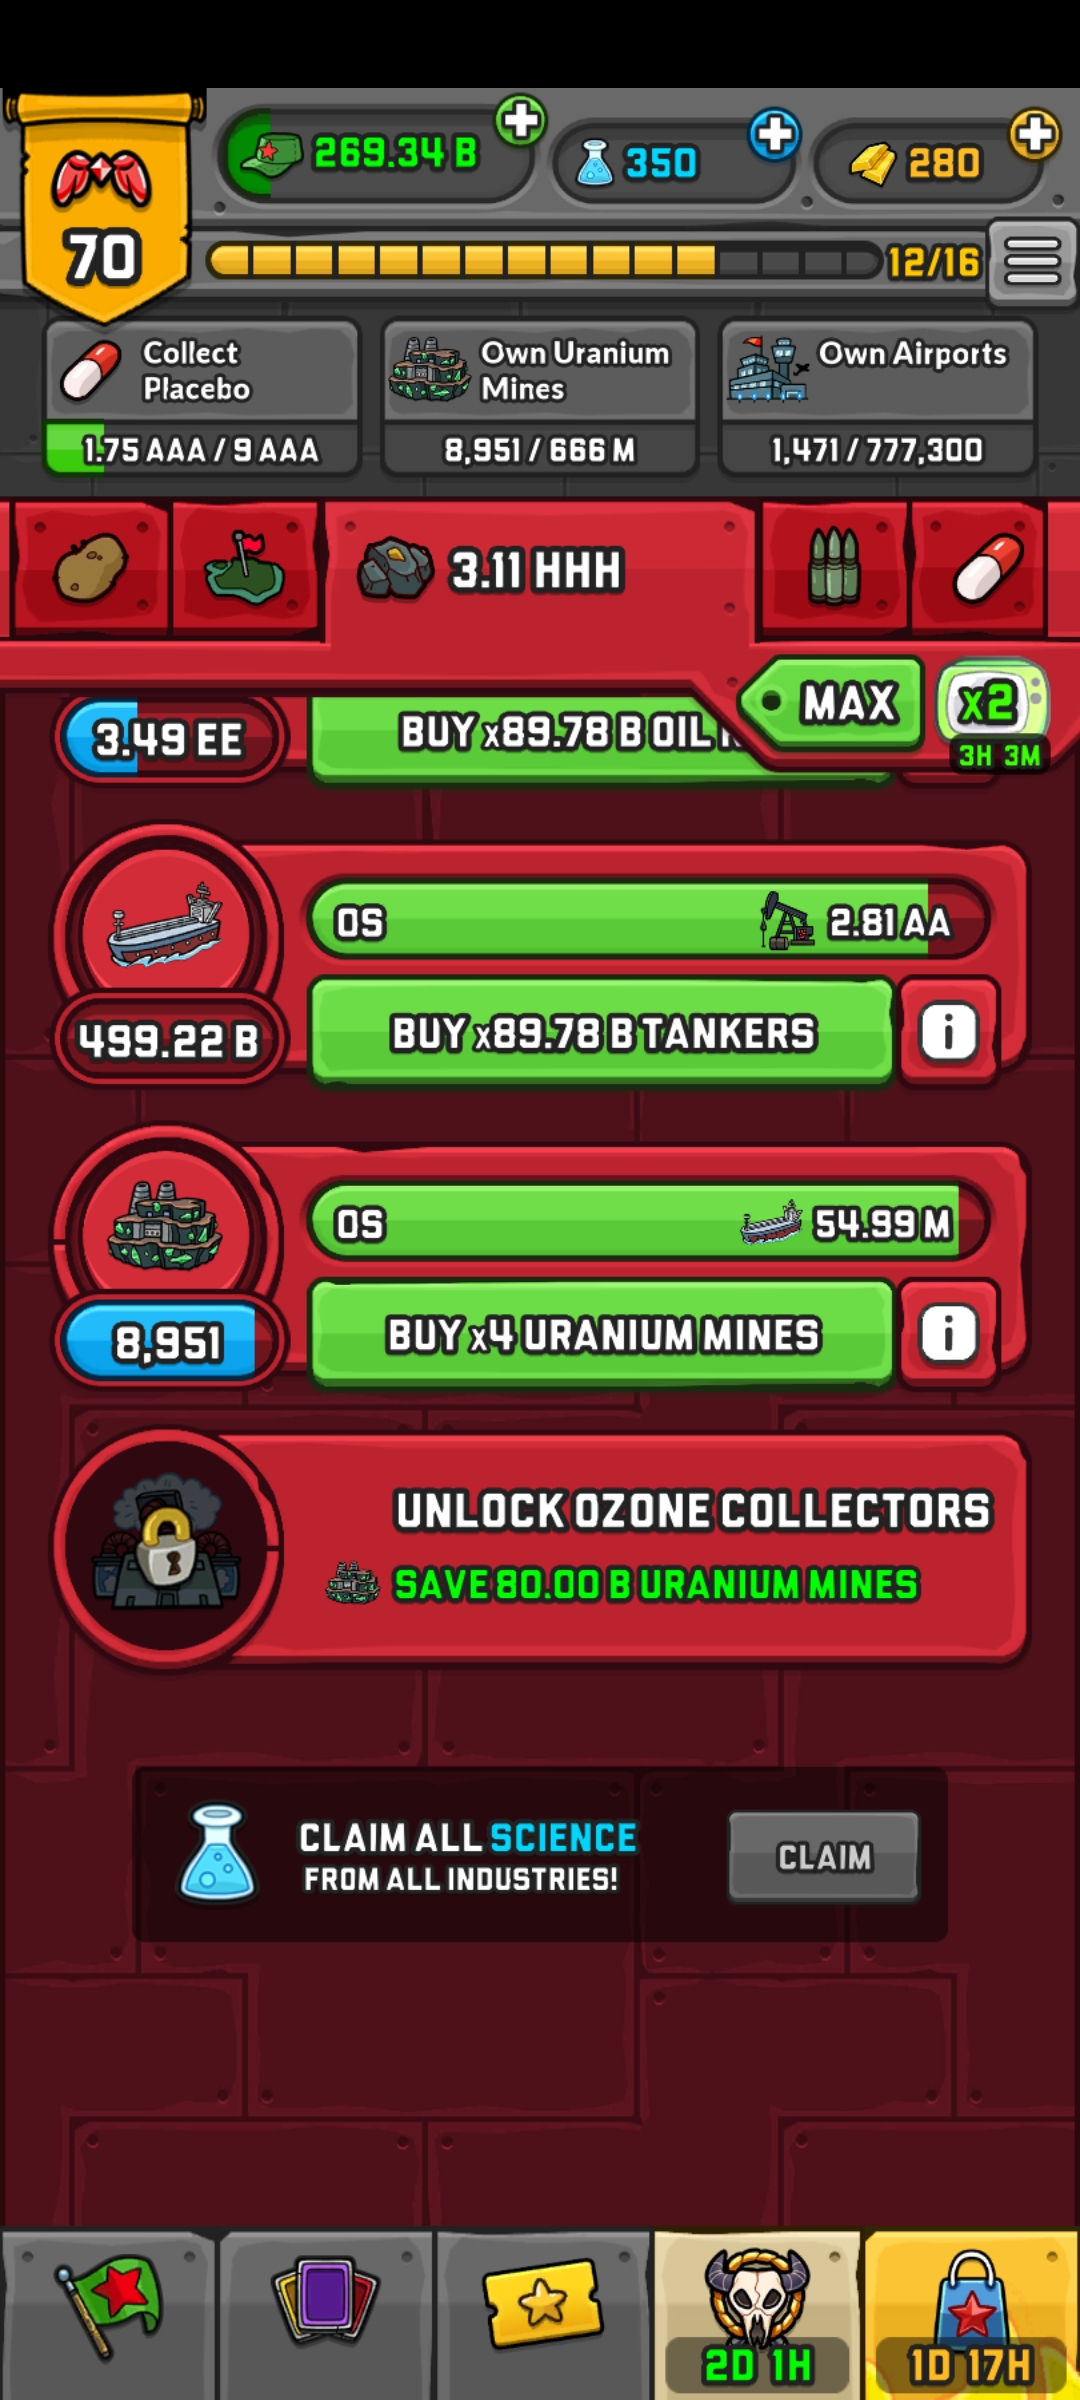 70
269.34 B
350
280
12/16
Collect
Placebo
1.75 AAA / 9 AAA
Own Uranium
Mines
8,951 / 666 M
Own Airports
1,471 / 777,300
3.11 HHH
MAX
x2
3H 3M
3.49 EE
BUY x89.78 B OIL
0S
2.81 AA
499.22 B
BUY x89.78 B TANKERS
i
0S
54.99 M
8,951
BUY x4 URANIUM MINES
i
UNLOCK OZONE COLLECTORS
SAVE 80.00 B URANIUM MINES
CLAIM ALL SCIENCE
FROM ALL INDUSTRIES!
CLAIM
2D 1H
1D 17H